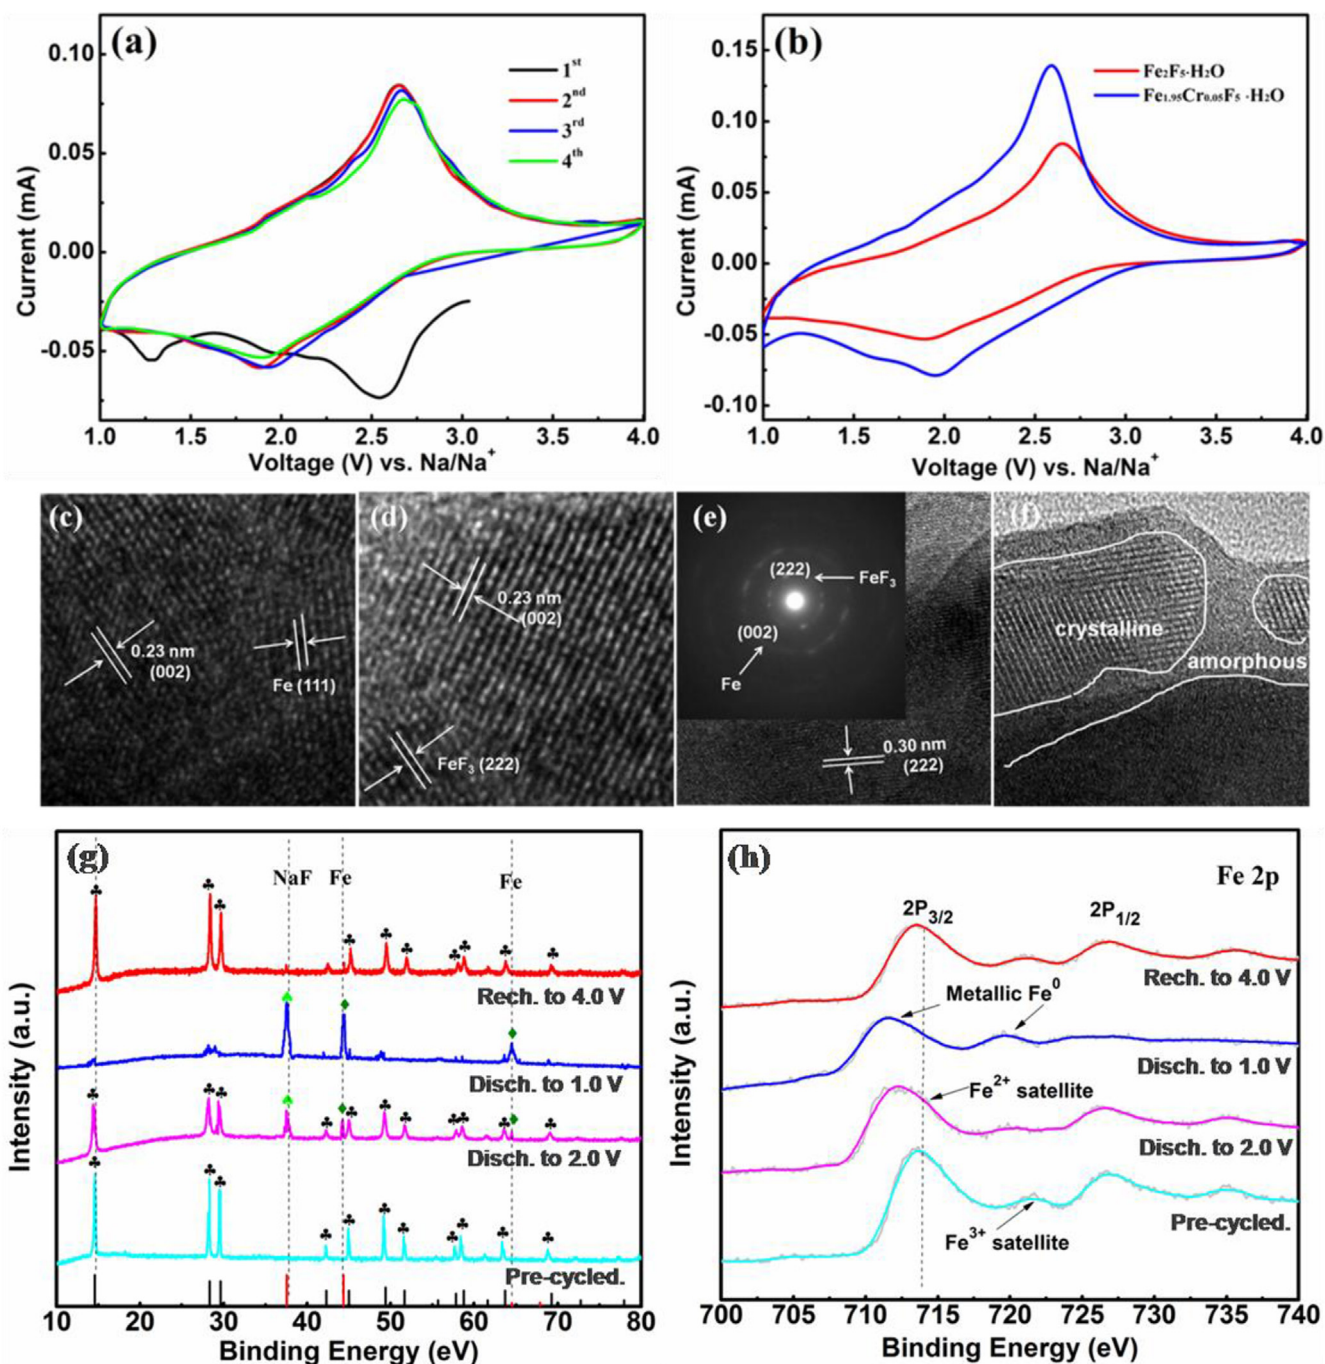 (a)
1st
2nd
3rd
4th
0.10
0.05
0.00
-0.05
Current (mA)
1.0 1.5 2.0 2.5 3.0 3.5 4.0
Voltage (V) vs. Na/Na+
(b)
Fe2F5·H2O
Fe1.95Cr0.05F5 ·H2O
0.15
0.10
0.05
0.00
-0.05
-0.10
Current (mA)
1.0 1.5 2.0 2.5 3.0 3.5 4.0
Voltage (V) vs. Na/Na+
(c)
0.23 nm
(002)
Fe (111)
(d)
0.23 nm
(002)
FeF3 (222)
(e)
(222)
FeF3
(002)
Fe
0.30 nm
(222)
(f)
crystalline
amorphous
(g)
NaF Fe Fe
Rech. to 4.0 V
Disch. to 1.0 V
Disch. to 2.0 V
Pre-cycled.
Intensity (a.u.)
10 20 30 40 50 60 70 80
Binding Energy (eV)
(h)
Fe 2p
2P3/2 2P1/2
Rech. to 4.0 V
Metallic Fe0
Disch. to 1.0 V
Fe2+ satellite
Disch. to 2.0 V
Fe3+ satellite
Pre-cycled.
Intensity (a.u.)
700 705 710 715 720 725 730 735 740
Binding Energy (eV)